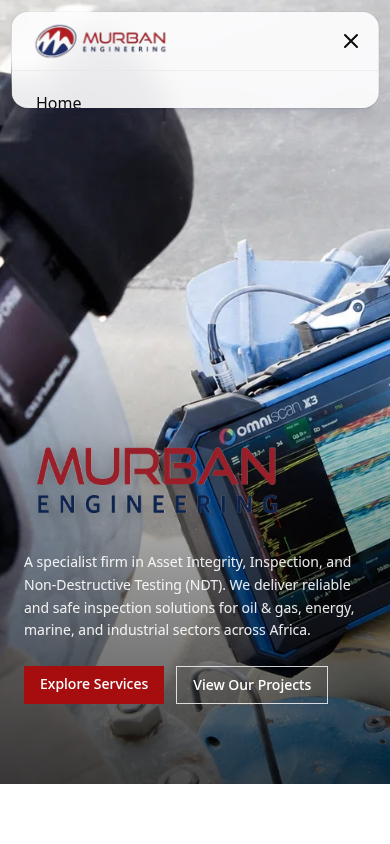 MURBAN
ENGINEERING
Home
OLYMPUS
omniscan X3
MURBAN
ENGINEERING
A specialist firm in Asset Integrity, Inspection, and
Non-Destructive Testing (NDT). We deliver reliable
and safe inspection solutions for oil & gas, energy,
marine, and industrial sectors across Africa.
Explore Services
View Our Projects